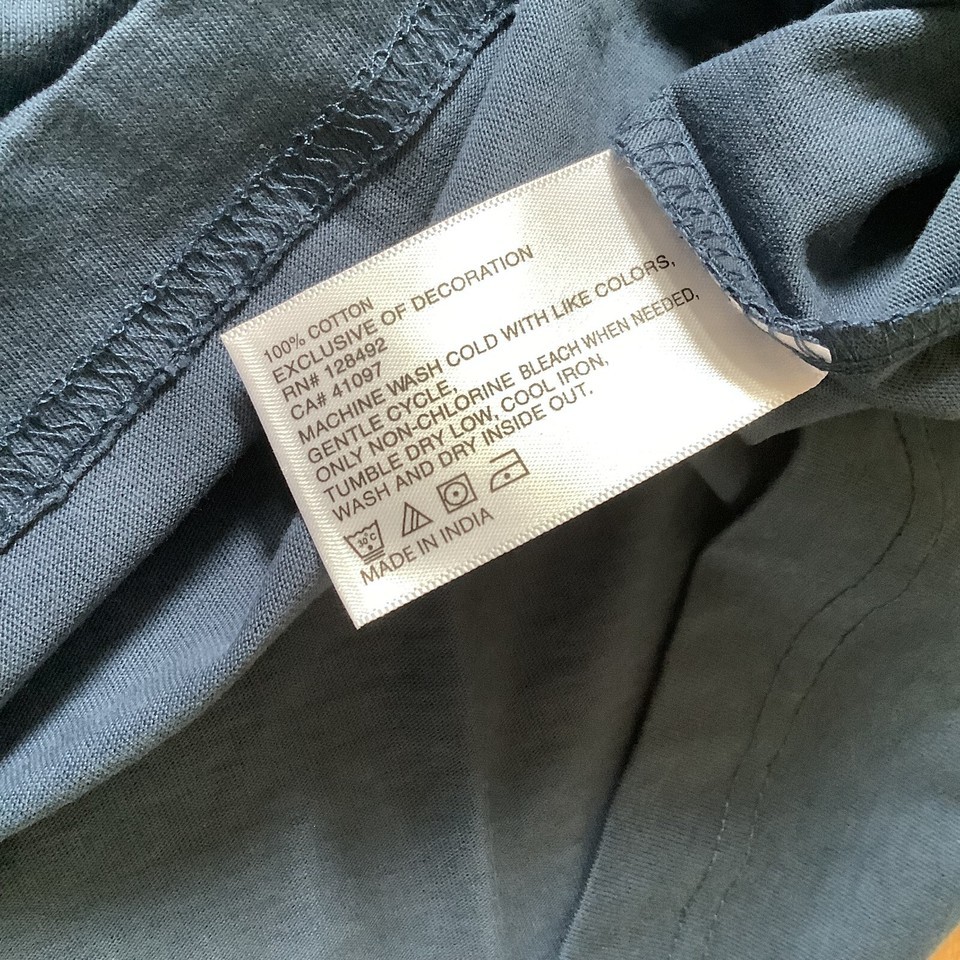 100% COTTON
EXCLUSIVE OF DECORATION
RN# 128492
CA# 41097
MACHINE WASH COLD WITH LIKE COLORS,
GENTLE CYCLE,
ONLY NON-CHLORINE BLEACH WHEN NEEDED,
TUMBLE DRY LOW, COOL IRON,
WASH AND DRY INSIDE OUT.
30°C
MADE IN INDIA